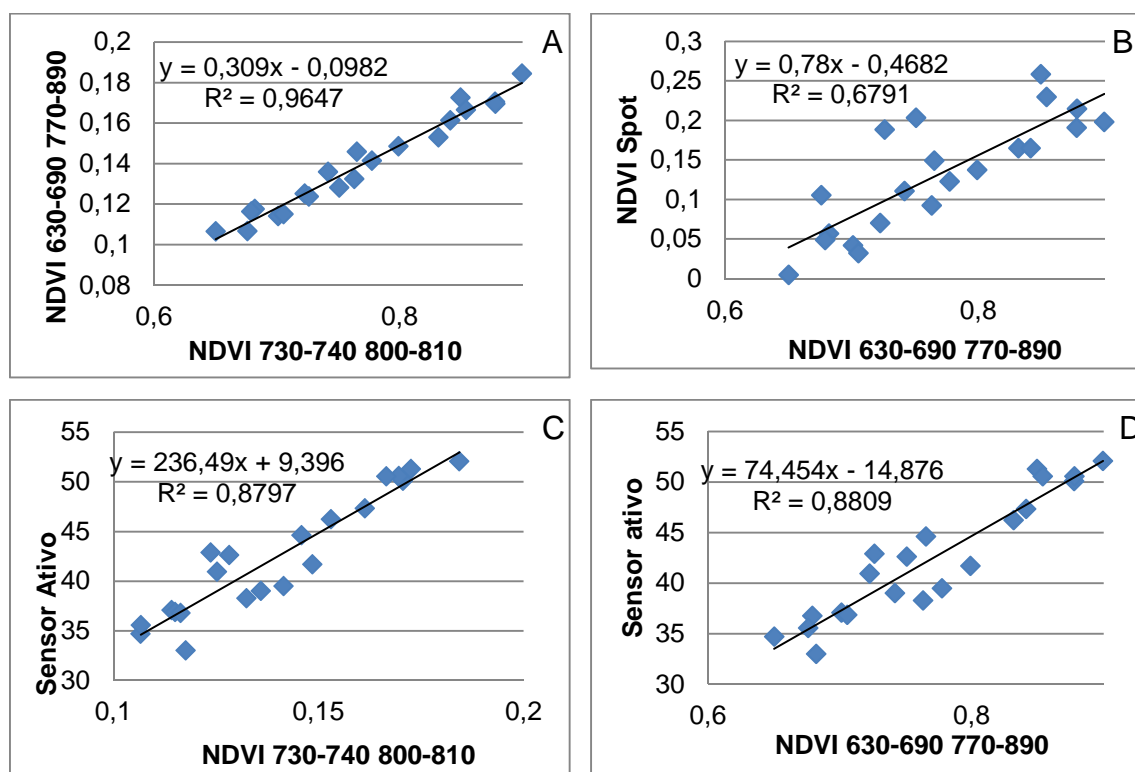 A
y = 0,309x - 0,0982
R² = 0,9647
NDVI 630-690 770-890
0,2
0,18
0,16
0,14
0,12
0,1
0,08
0,6
0,8
NDVI 730-740 800-810
B
y = 0,78x - 0,4682
R² = 0,6791
NDVI Spot
0,3
0,25
0,2
0,15
0,1
0,05
0
0,6
0,8
NDVI 630-690 770-890
C
y = 236,49x + 9,396
R² = 0,8797
Sensor Ativo
55
50
45
40
35
30
0,1
0,15
0,2
NDVI 730-740 800-810
D
y = 74,454x - 14,876
R² = 0,8809
Sensor ativo
55
50
45
40
35
30
0,6
0,8
NDVI 630-690 770-890